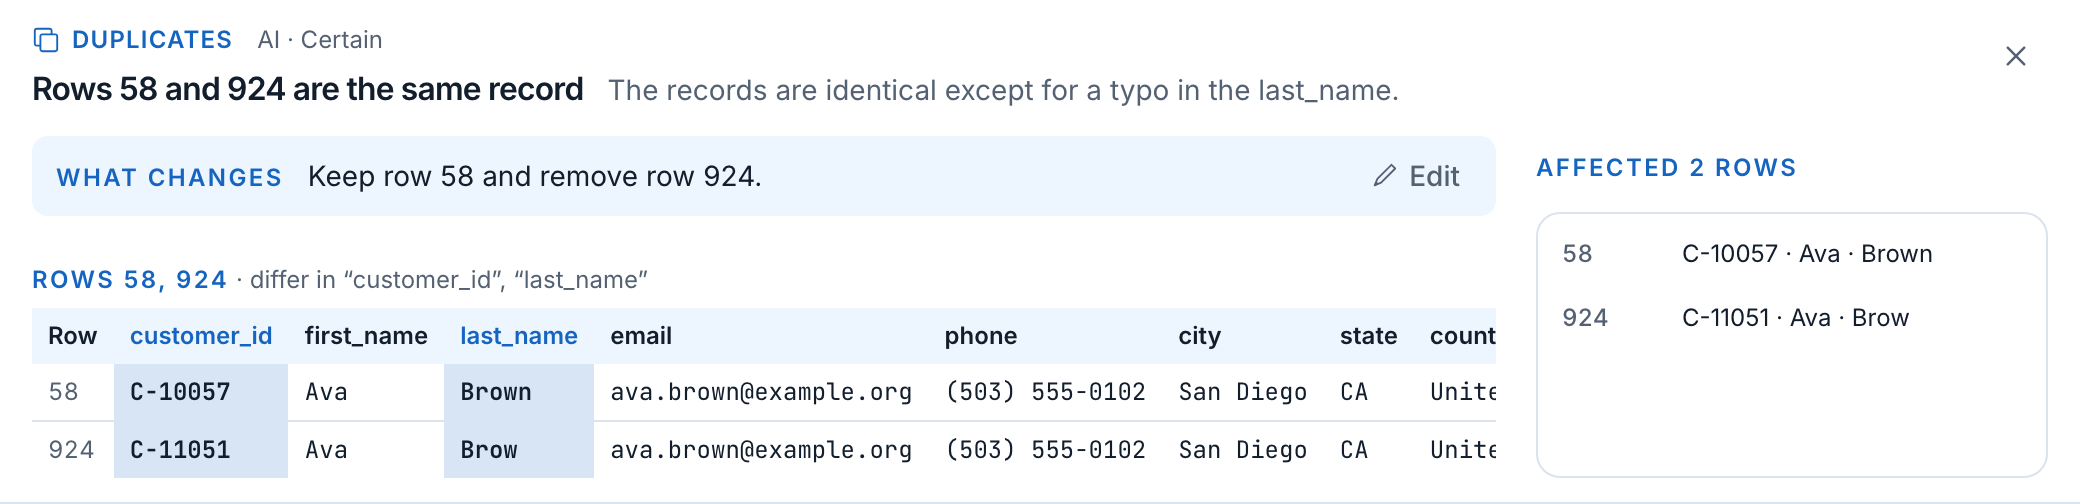 DUPLICATES AI · Certain
Rows 58 and 924 are the same record The records are identical except for a typo in the last_name.
WHAT CHANGES Keep row 58 and remove row 924. Edit
ROWS 58, 924 · differ in “customer_id”, “last_name”
Row customer_id first_name last_name email phone city state count
58 C-10057 Ava Brown ava.brown@example.org (503) 555-0102 San Diego CA Unite
924 C-11051 Ava Brow ava.brown@example.org (503) 555-0102 San Diego CA Unite
AFFECTED 2 ROWS
58 C-10057 · Ava · Brown
924 C-11051 · Ava · Brow